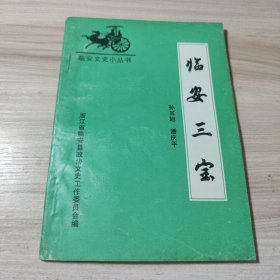 临安文史小丛书
临安三宝
孙其昶 潘庆平
浙江省临安县政协文史工作委员会编